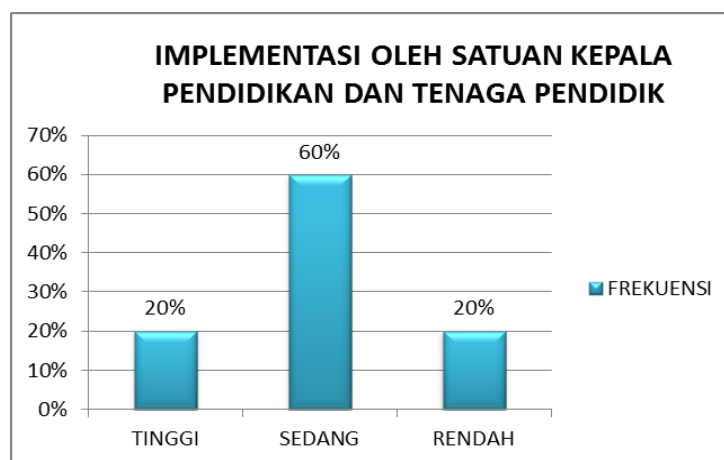 IMPLEMENTASI OLEH SATUAN KEPALA
PENDIDIKAN DAN TENAGA PENDIDIK
70%
60%
50%
40%
30%
20%
10%
0%
20%
60%
20%
TINGGI
SEDANG
RENDAH
FREKUENSI